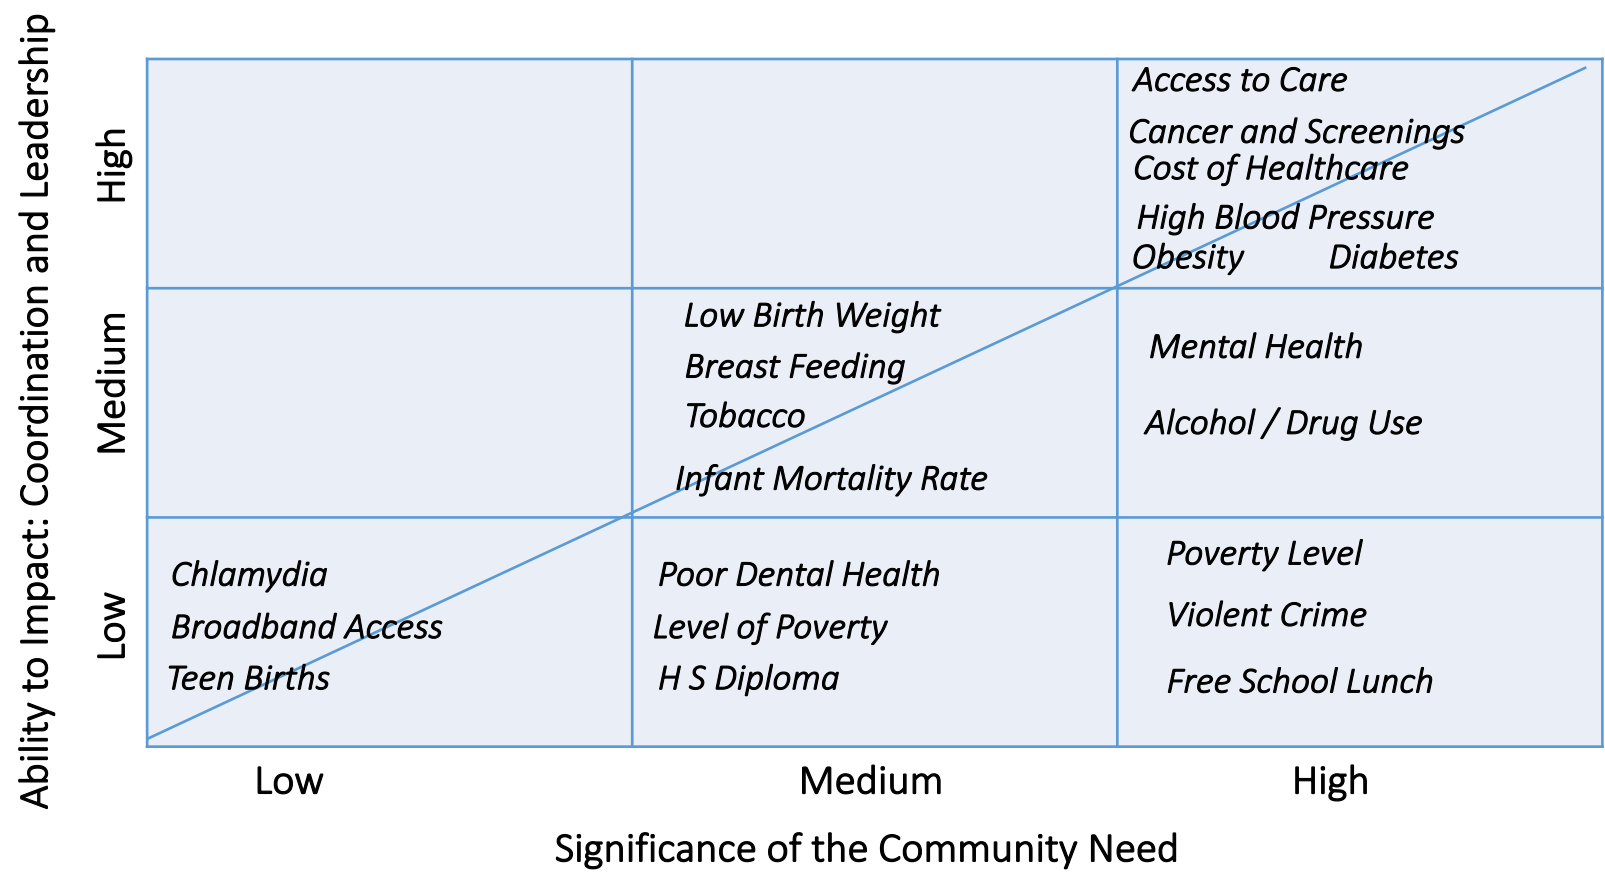 Ability to Impact: Coordination and Leadership
High
Access to Care
Cancer and Screenings
Cost of Healthcare
High Blood Pressure
Obesity Diabetes
Medium
Low Birth Weight
Breast Feeding
Tobacco
Infant Mortality Rate
Mental Health
Alcohol / Drug Use
Low
Chlamydia
Broadband Access
Teen Births
Poor Dental Health
Level of Poverty
H S Diploma
Poverty Level
Violent Crime
Free School Lunch
Low Medium High
Significance of the Community Need